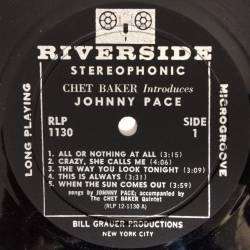 RIVERSIDE
STEREOPHONIC
CHET BAKER Introduces
JOHNNY PACE
RLP
1130
SIDE
1
LONG PLAYING
MICROGROOVE
1. ALL OR NOTHING AT ALL (3:15)
2. CRAZY, SHE CALLS ME (4:06)
3. THE WAY YOU LOOK TONIGHT (3:09)
4. THIS IS ALWAYS (3:31)
5. WHEN THE SUN COMES OUT (3:59)
songs by JOHNNY PACE; accompanied by
The CHET BAKER Quintet
(RLP 12-1130 A)
BILL GRAUER PRODUCTIONS
NEW YORK CITY